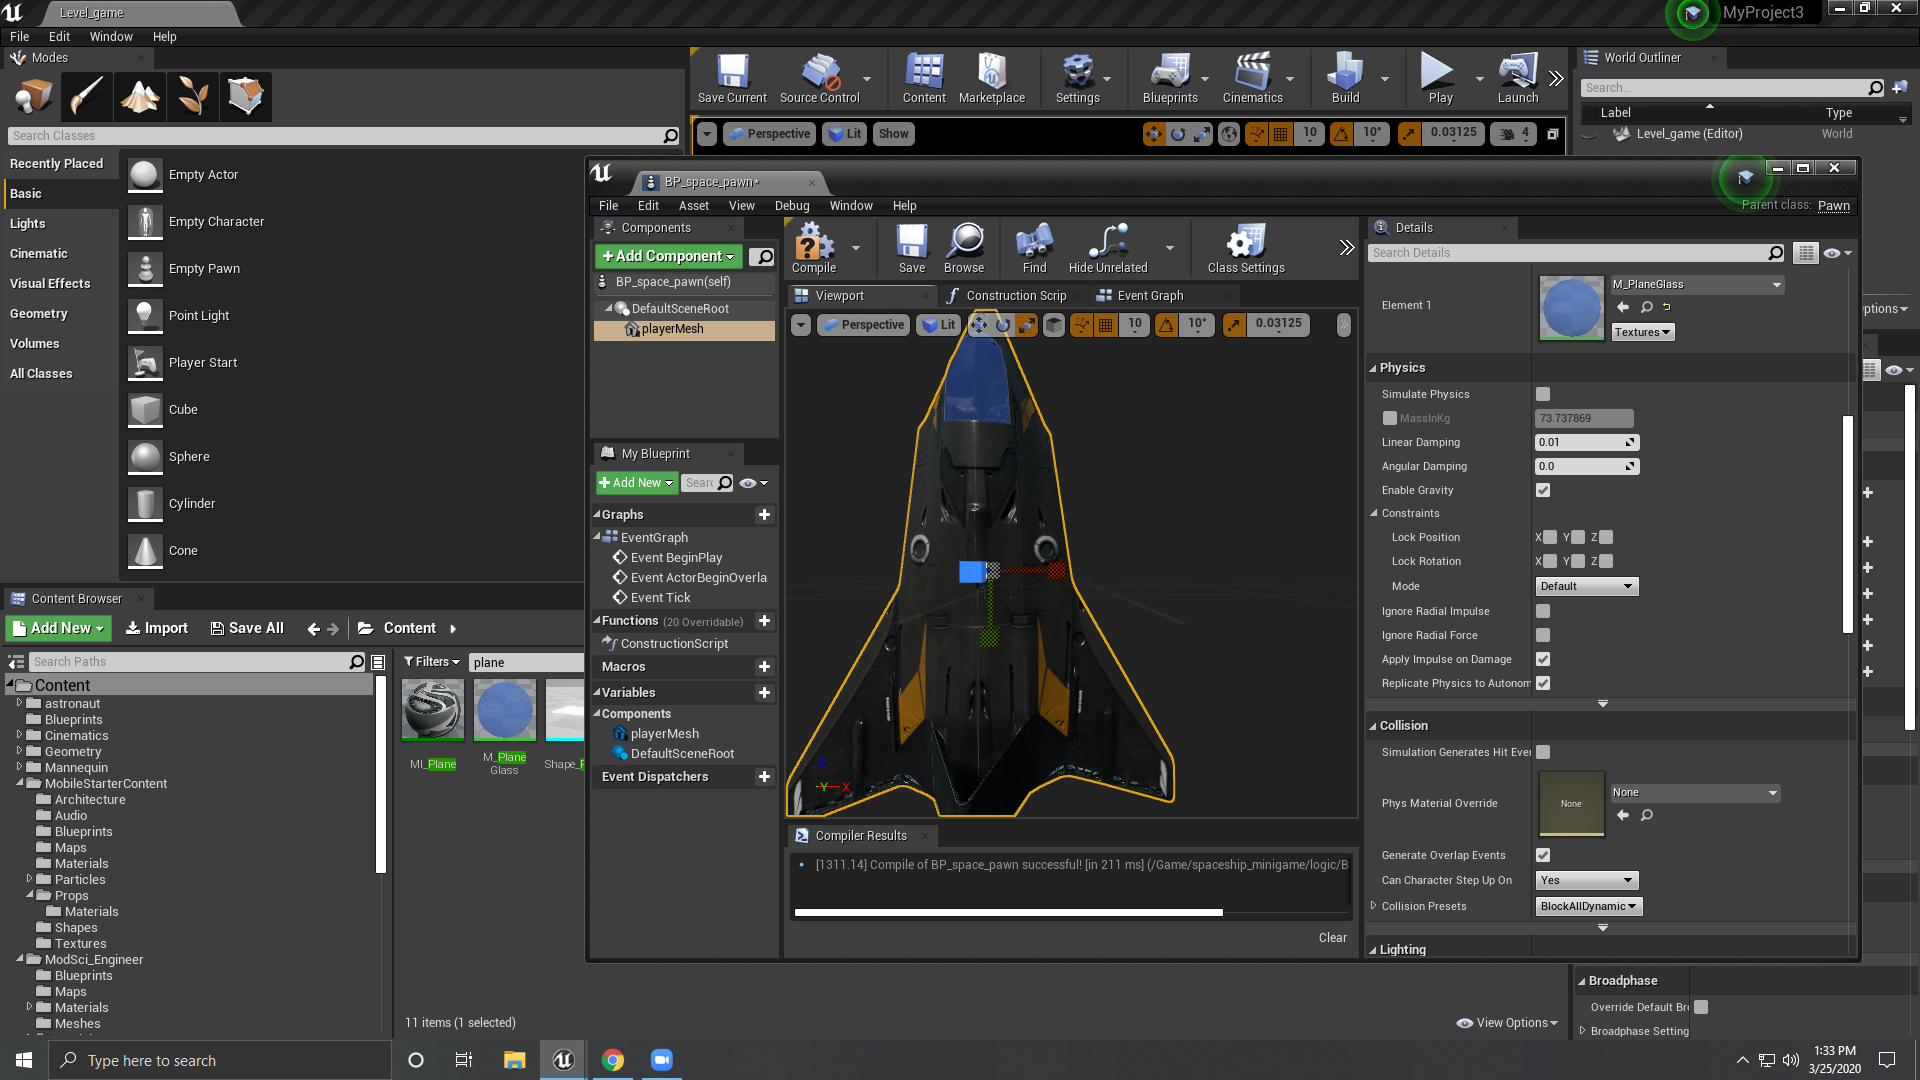 Level_game
MyProject3
File Edit Window Help
Modes
Search Classes
Recently Placed
Basic
Lights
Cinematic
Visual Effects
Geometry
Volumes
All Classes
Empty Actor
Empty Character
Empty Pawn
Point Light
Player Start
Cube
Sphere
Cylinder
Cone
Save Current
Source Control
Content
Marketplace
Settings
Blueprints
Cinematics
Build
Play
Launch
Perspective Lit Show 10 10° 0.03125 4
World Outliner
Search...
Label Type
Level_game (Editor) World
BP_space_pawn*
File Edit Asset View Debug Window Help
Parent class: Pawn
Components
+ Add Component
BP_space_pawn(self)
DefaultSceneRoot
playerMesh
My Blueprint
+ Add New Searc
Graphs
EventGraph
Event BeginPlay
Event ActorBeginOverla
Event Tick
Functions (20 Overridable)
ConstructionScript
Macros
Variables
Components
playerMesh
DefaultSceneRoot
Event Dispatchers
Compile
Save
Browse
Find
Hide Unrelated
Class Settings
Viewport
Construction Scrip
Event Graph
Perspective Lit 10 10° 0.03125
Z
Y X
Compiler Results
[1311.14] Compile of BP_space_pawn successful! [in 211 ms] (/Game/spaceship_minigame/logic/B
Clear
Details
Search Details
Element 1
M_PlaneGlass
Textures
Physics
Simulate Physics
MassInKg 73.737869
Linear Damping 0.01
Angular Damping 0.0
Enable Gravity
Constraints
Lock Position X Y Z
Lock Rotation X Y Z
Mode Default
Ignore Radial Impulse
Ignore Radial Force
Apply Impulse on Damage
Replicate Physics to Autonom
Collision
Simulation Generates Hit Ever
Phys Material Override None None
Generate Overlap Events
Can Character Step Up On Yes
Collision Presets BlockAllDynamic
Lighting
ptions
Broadphase
Override Default Br
Broadphase Setting
Content Browser
Add New Import Save All Content
Search Paths
Filters plane
Content
astronaut
Blueprints
Cinematics
Geometry
Mannequin
MobileStarterContent
Architecture
Audio
Blueprints
Maps
Materials
Particles
Props
Materials
Shapes
Textures
ModSci_Engineer
Blueprints
Maps
Materials
Meshes
MI_Plane
M_Plane
Glass
Shape_P
11 items (1 selected)
View Options
Type here to search
1:33 PM
3/25/2020